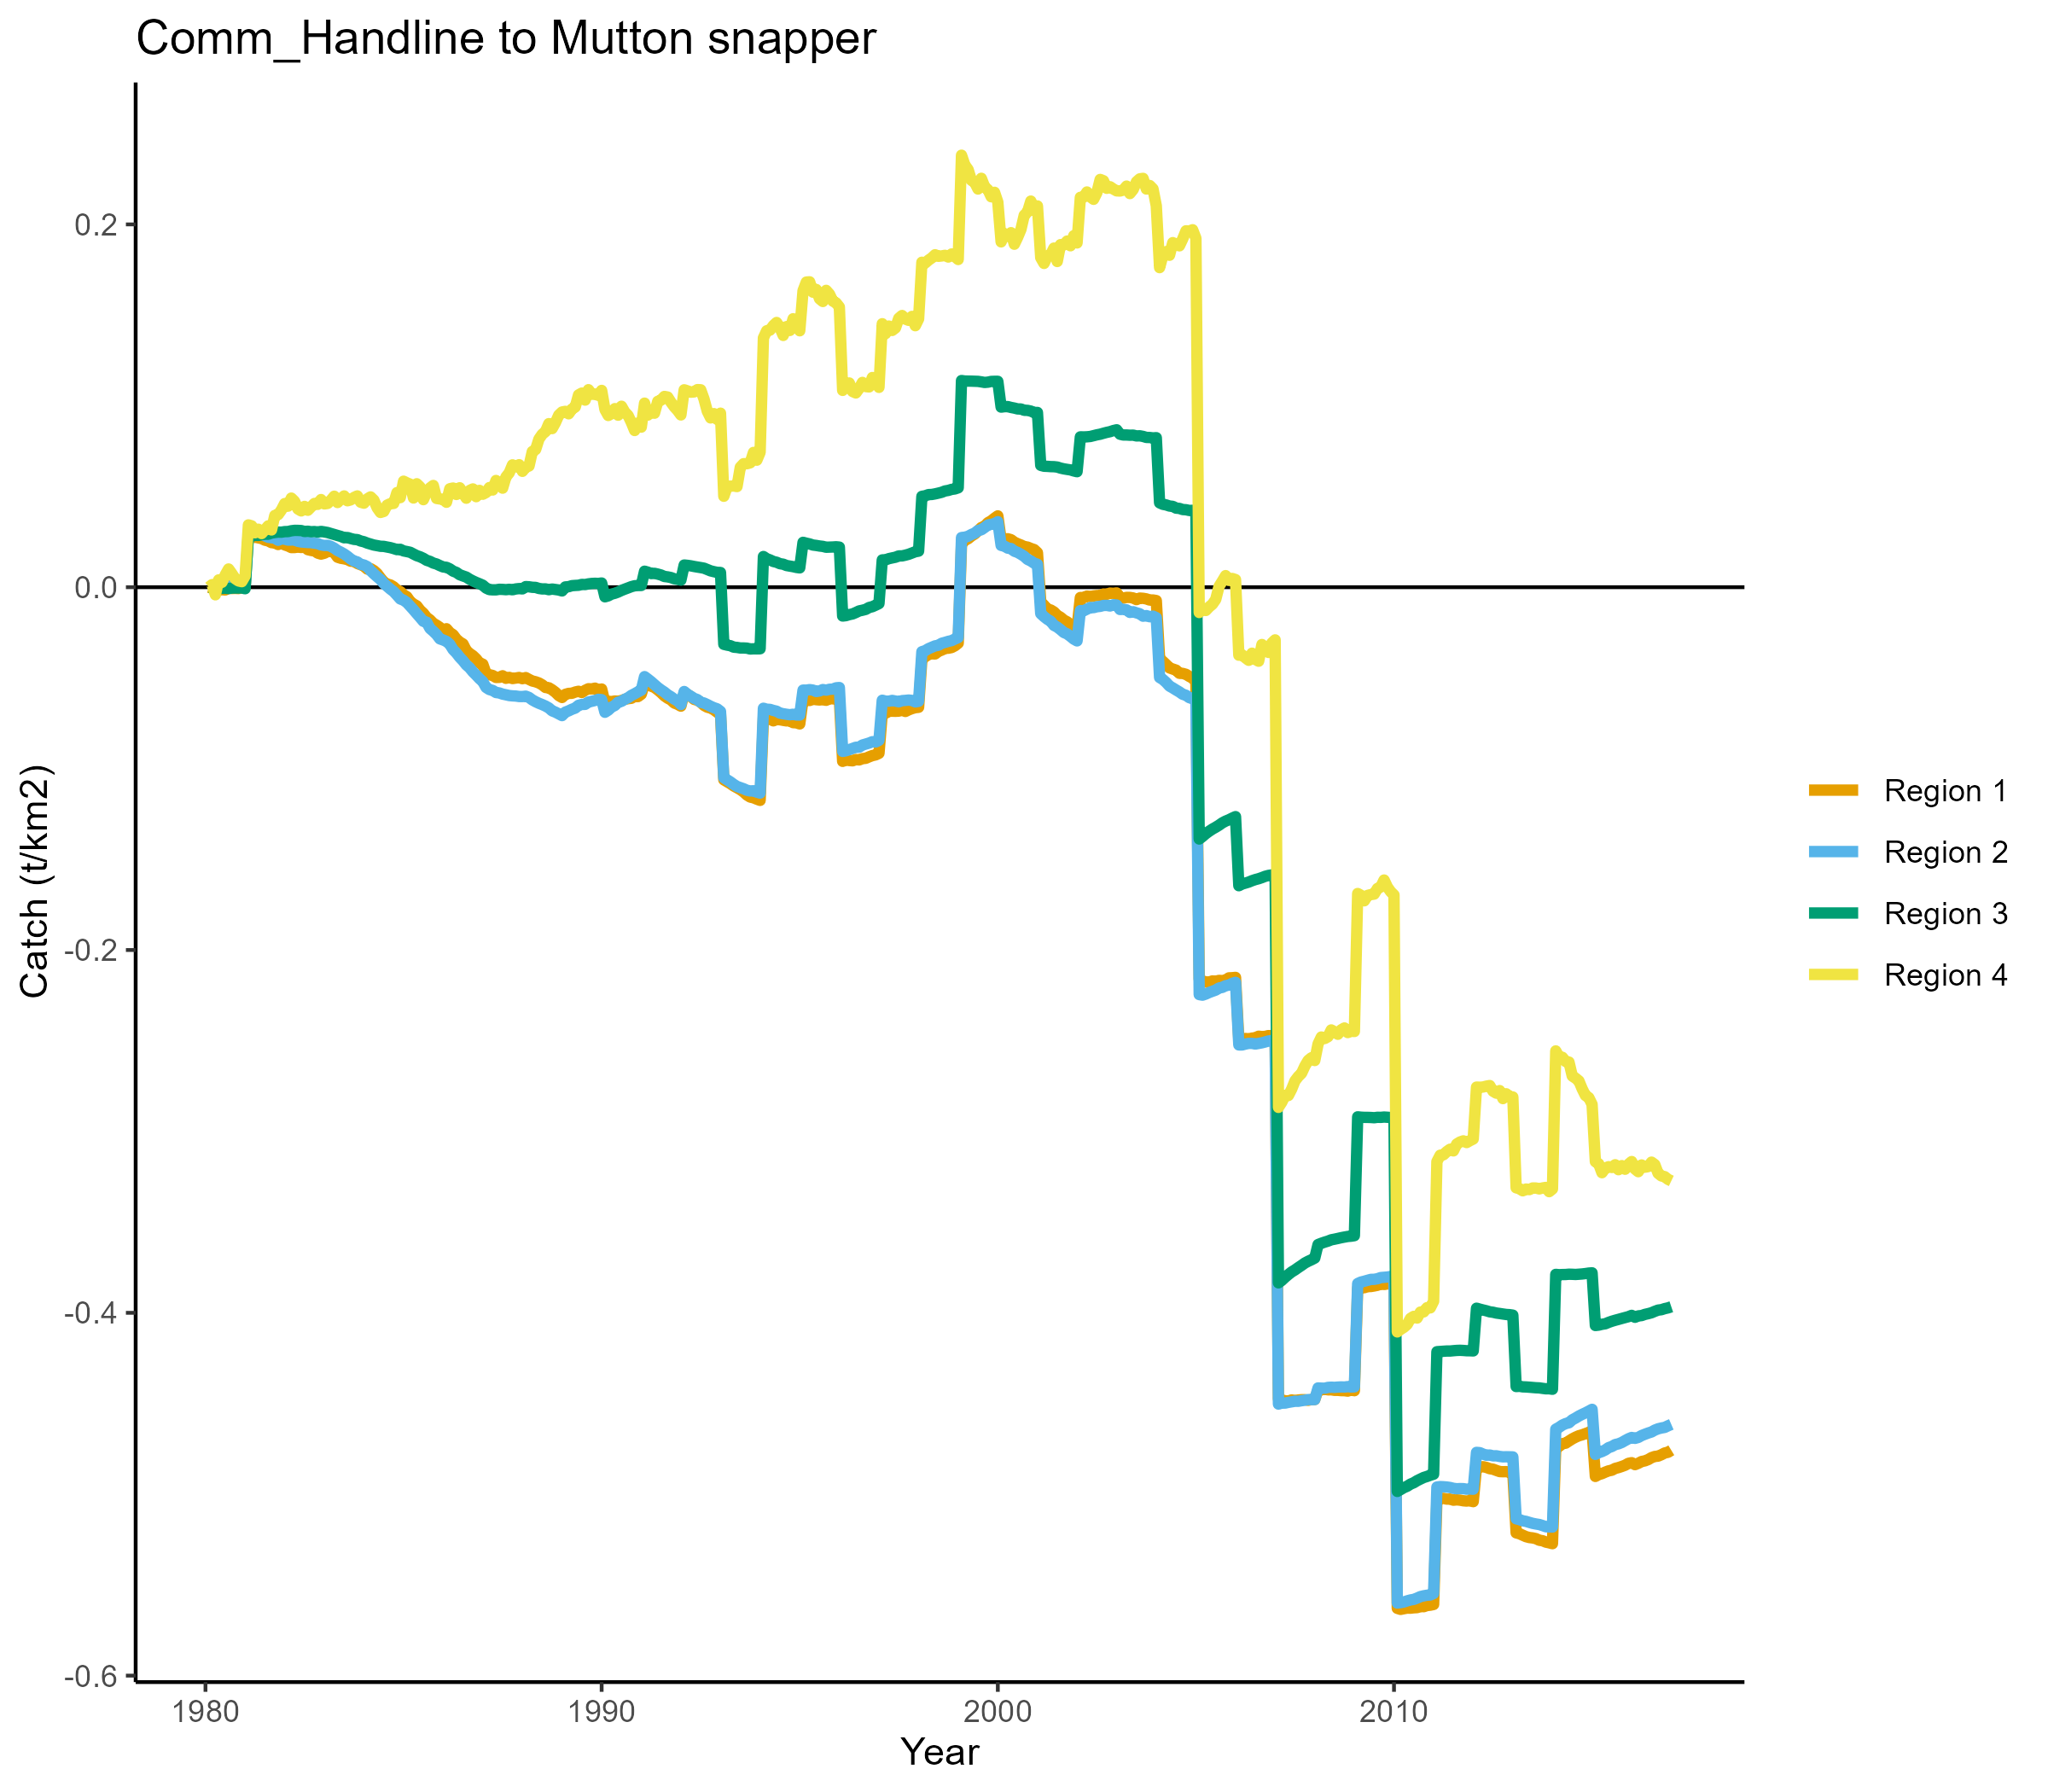 Comm_Handline to Mutton snapper
Catch (t/km2)
0.2
0.0
-0.2
-0.4
-0.6
1980
1990
2000
2010
Year
Region 1
Region 2
Region 3
Region 4